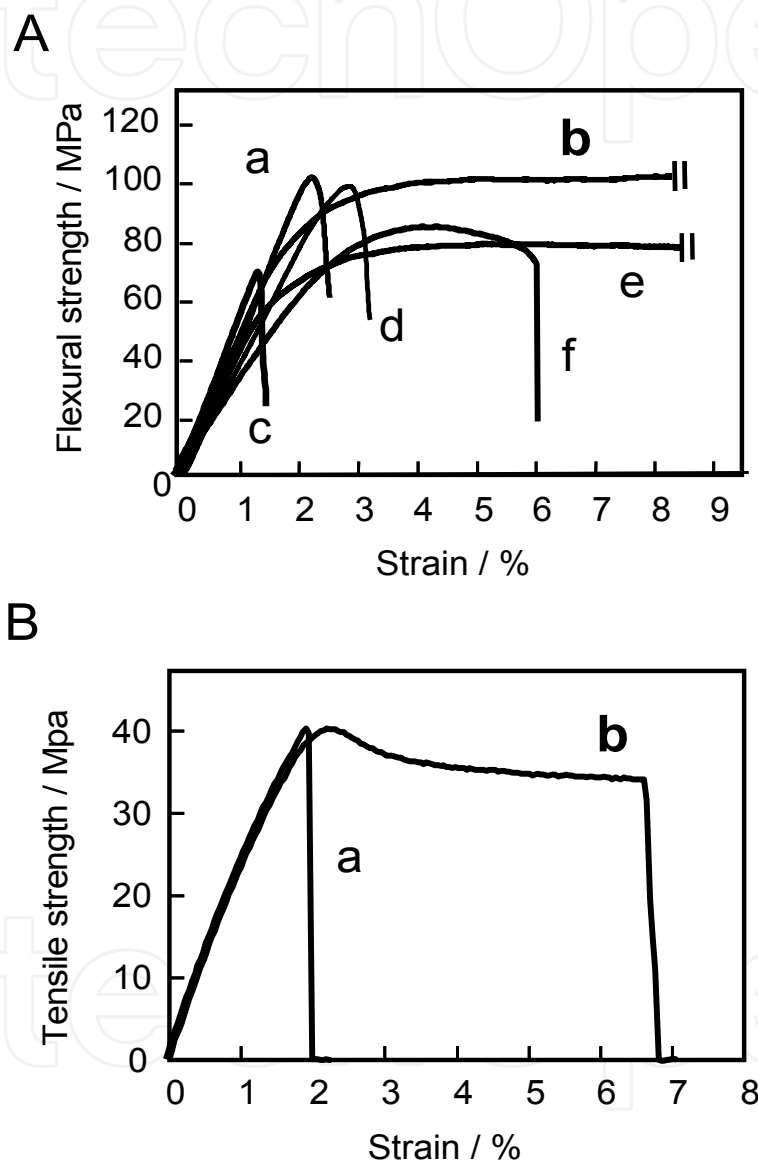 A
Flexural strength / MPa
120
100
80
60
40
20
0
a
b
c
d
e
f
0 1 2 3 4 5 6 7 8 9
Strain / %
B
Tensile strength / Mpa
40
30
20
10
0
a
b
0 1 2 3 4 5 6 7 8
Strain / %